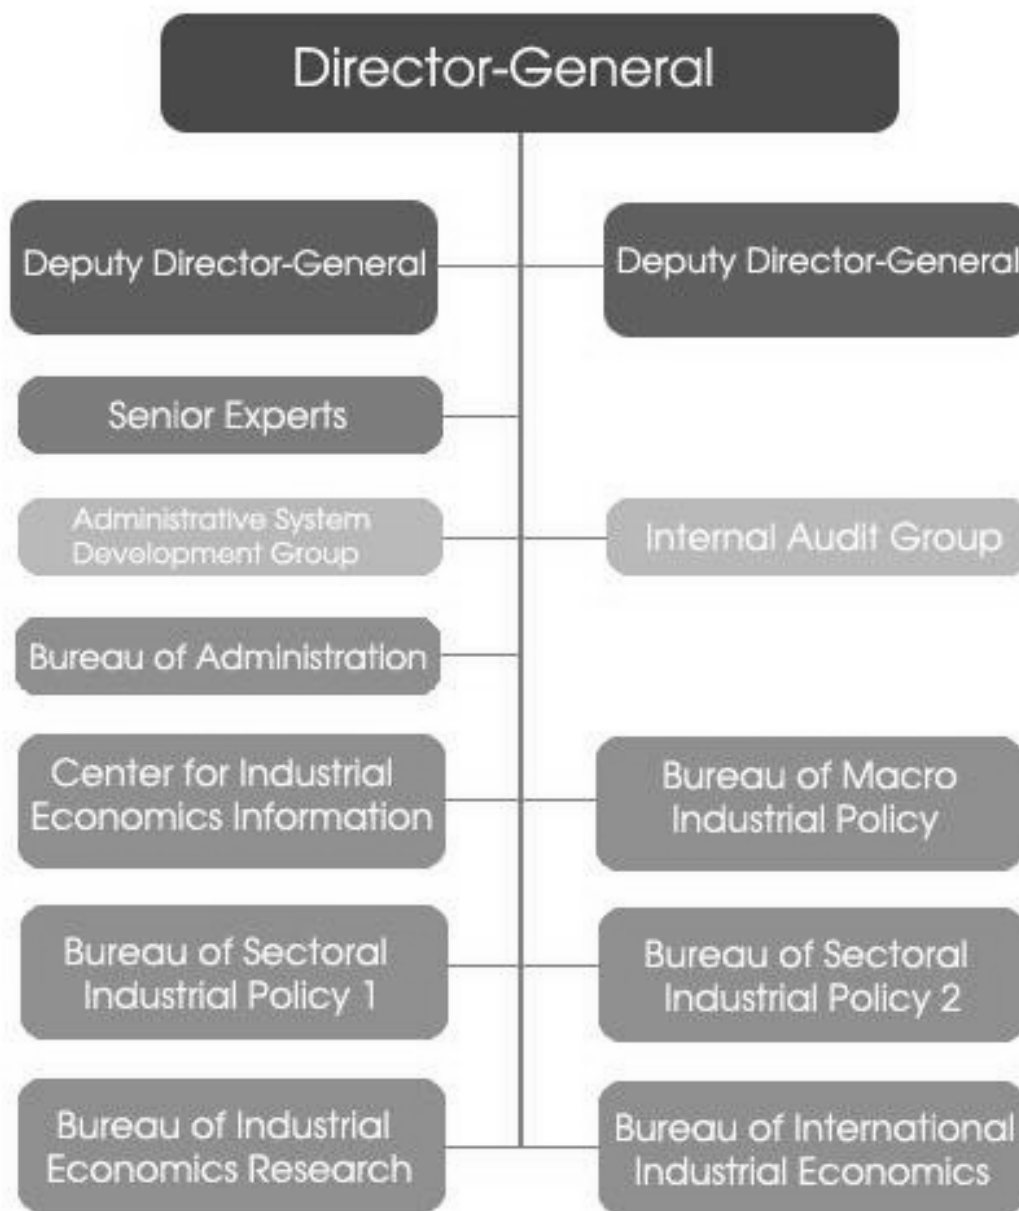 Director-General
Deputy Director-General
Deputy Director-General
Senior Experts
Administrative System
Development Group
Internal Audit Group
Bureau of Administration
Center for Industrial
Economics Information
Bureau of Macro
Industrial Policy
Bureau of Sectoral
Industrial Policy 1
Bureau of Sectoral
Industrial Policy 2
Bureau of Industrial
Economics Research
Bureau of International
Industrial Economics